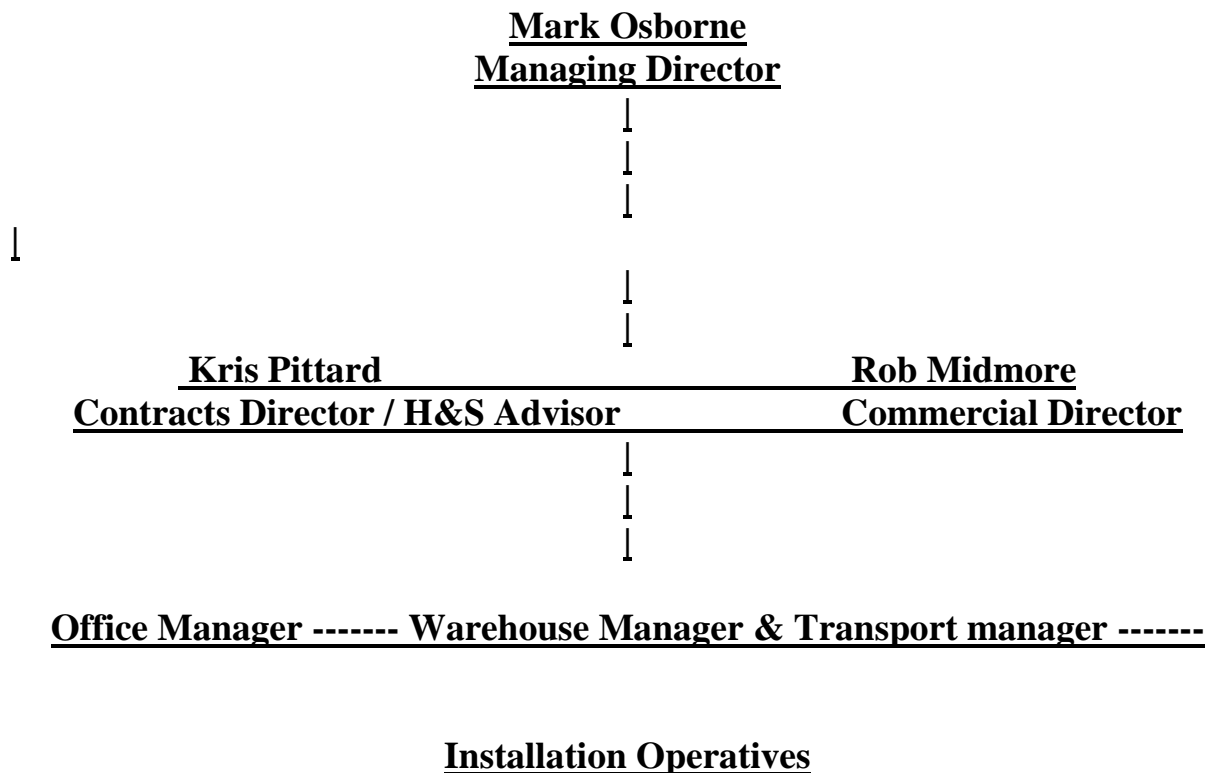 Mark Osborne
Managing Director
|
|
|
|
|
|
Kris Pittard Rob Midmore
Contracts Director / H&S Advisor Commercial Director
|
|
|
Office Manager ------- Warehouse Manager & Transport manager -------
Installation Operatives